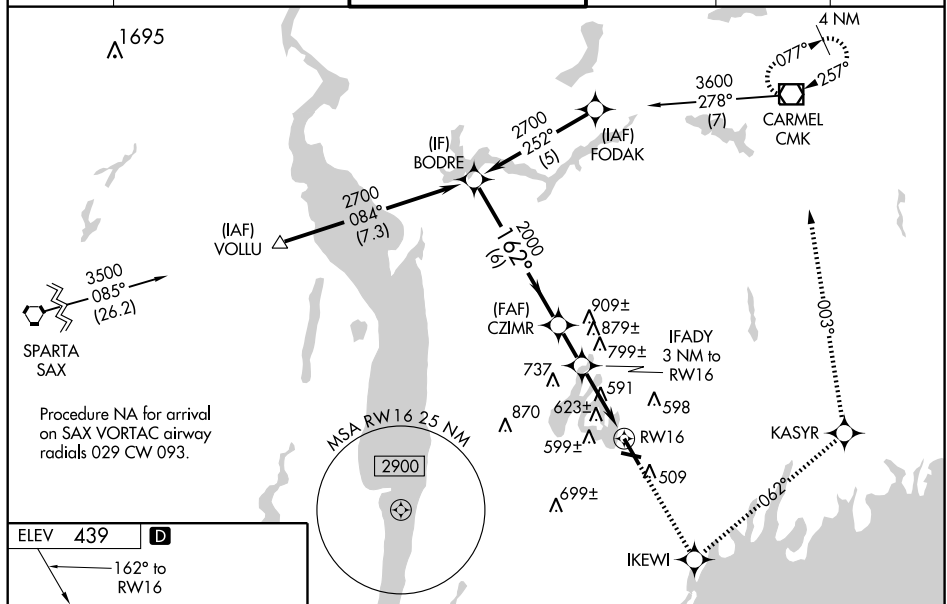 1695
4 NM
077°
257°
3600
278°
(7)
CARMEL
CMK
2700
252°
(5)
(IAF)
FODAK
(IF)
BODRE
2700
084°
(7.3)
(IAF)
VOLLU
2000
162°
(6)
3500
085°
(26.2)
SPARTA
SAX
(FAF)
CZIMR
909±
879±
799±
IFADY
3 NM to
RW16
003°
737
591
598
623±
870
599±
RW16
KASYR
509
699±
062°
IKEWI
Procedure NA for arrival
on SAX VORTAC airway
radials 029 CW 093.
MSA RW16 25 NM
2900
ELEV 439 D
162° to
RW16